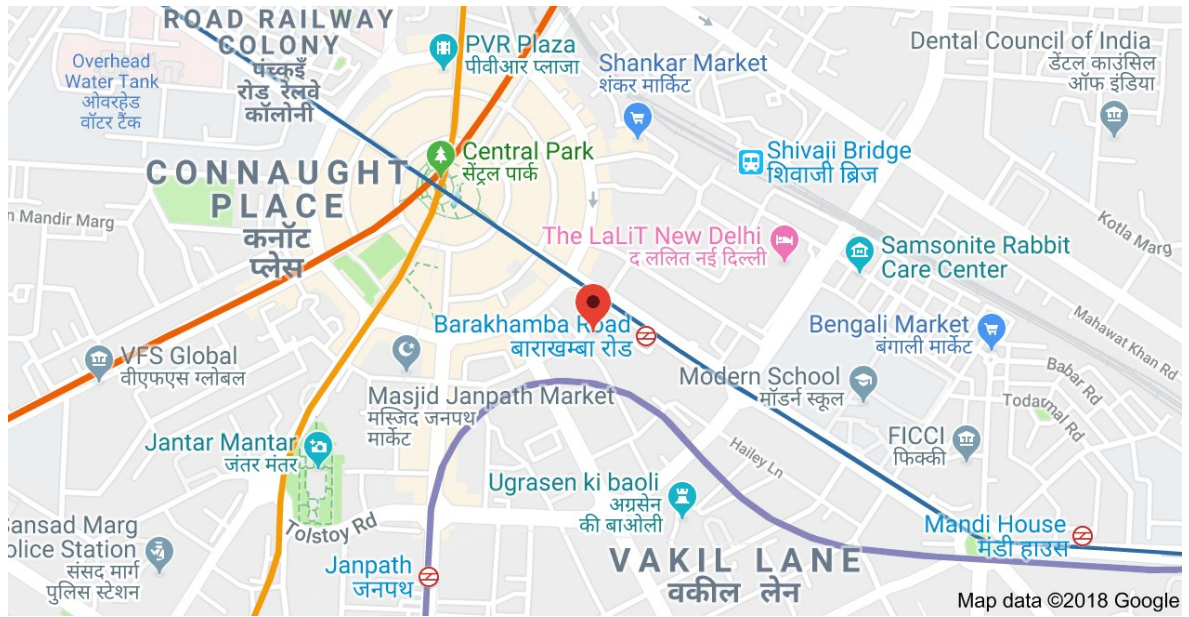 ROAD RAILWAY
COLONY
पंचकुइँ
रोड रेलवे
कॉलोनी
Overhead
Water Tank
ओवरहेड
वॉटर टैंक
PVR Plaza
पीवीआर प्लाजा
Shankar Market
शंकर मार्किट
Dental Council of India
डेंटल काउंसिल
ऑफ इंडिया
CONNAUGHT
PLACE
कनॉट
प्लेस
Central Park
सेंट्रल पार्क
Shivaji Bridge
शिवाजी ब्रिज
n Mandir Marg
Kotla Marg
The LaLiT New Delhi
द ललित नई दिल्ली
Samsonite Rabbit
Care Center
Barakhamba Road
बाराखम्बा रोड
Bengali Market
बंगाली मार्केट
Mahawat Khan Rd
VFS Global
वीएफएस ग्लोबल
Masjid Janpath Market
मस्जिद जनपथ
मार्केट
Modern School
मॉडर्न स्कूल
Babar Rd
Todarmal Rd
Jantar Mantar
जंतर मंतर
Hailey Ln
FICCI
फिक्की
Ugrasen ki baoli
अग्रसेन
की बाओली
Tolstoy Rd
Sansad Marg
olice Station
संसद मार्ग
पुलिस स्टेशन
Janpath
जनपथ
VAKIL LANE
वकील लेन
Mandi House
मंडी हाउस
Map data ©2018 Google